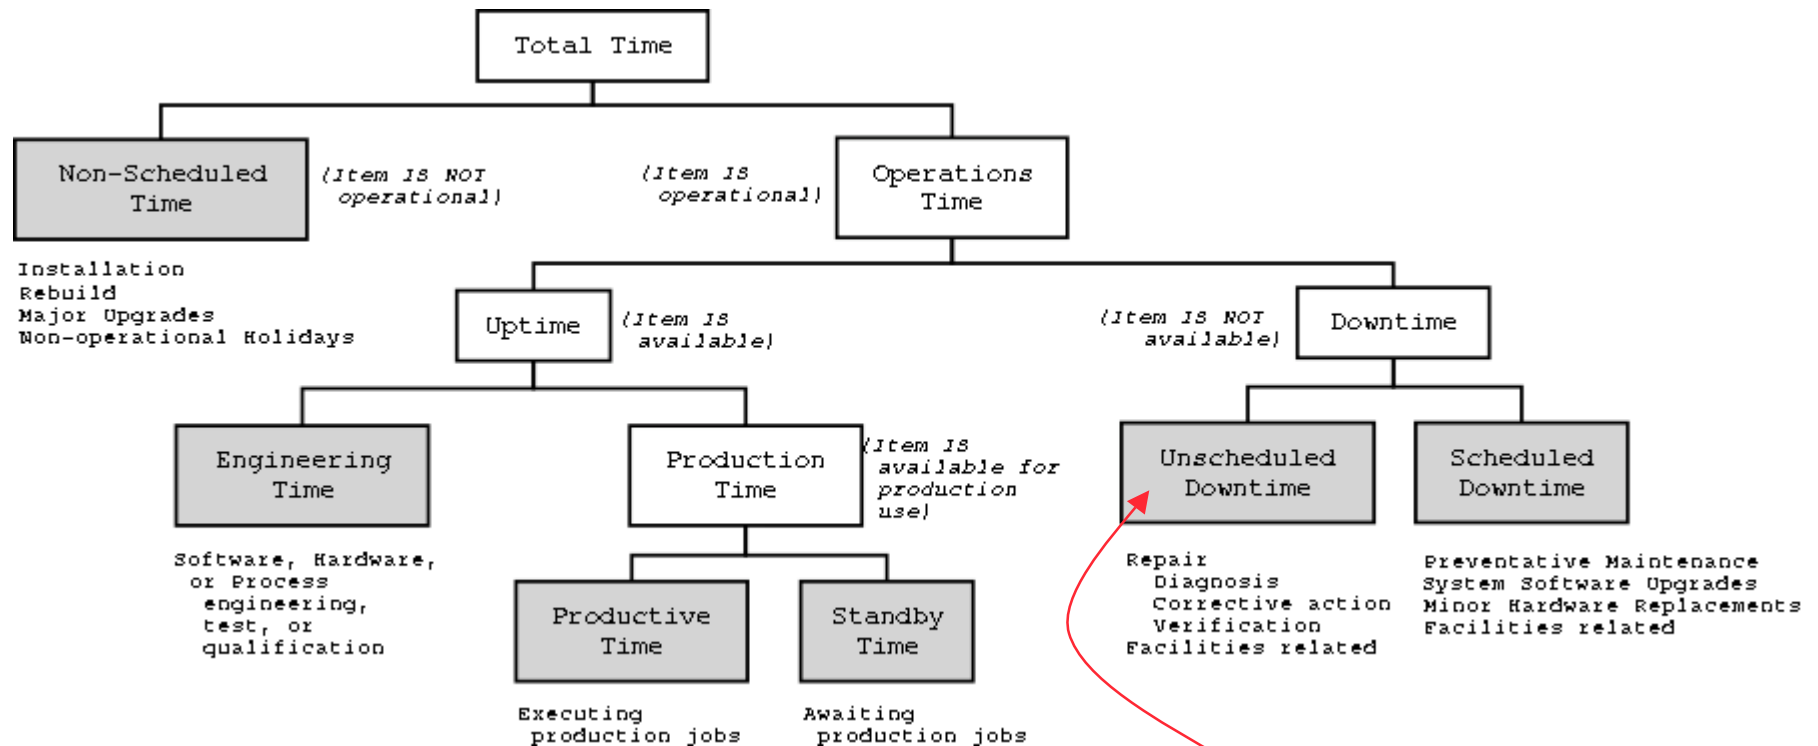 Total Time
Non-Scheduled
Time
(Item IS NOT
operational)
(Item IS
operational)
Operations
Time
Installation
Rebuild
Major Upgrades
Non-operational Holidays
Uptime
(Item IS
available)
(Item IS NOT
available)
Downtime
Engineering
Time
Production
Time
(Item IS
available for
production
use)
Unscheduled
Downtime
Scheduled
Downtime
Software, Hardware,
or Process
engineering,
test, or
qualification
Productive
Time
Standby
Time
Repair
Diagnosis
Corrective action
Verification
Facilities related
Preventative Maintenance
System Software Upgrades
Minor Hardware Replacements
Facilities related
Executing
production jobs
Awaiting
production jobs